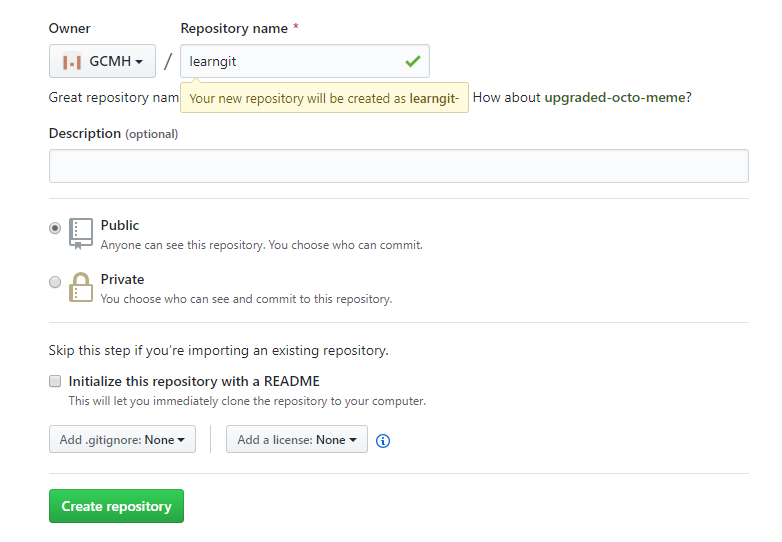 Owner Repository name *
GCMH / learngit
Great repository nam Your new repository will be created as learngit- How about upgraded-octo-meme?
Description (optional)
Public
Anyone can see this repository. You choose who can commit.
Private
You choose who can see and commit to this repository.
Skip this step if you’re importing an existing repository.
Initialize this repository with a README
This will let you immediately clone the repository to your computer.
Add .gitignore: None Add a license: None
Create repository